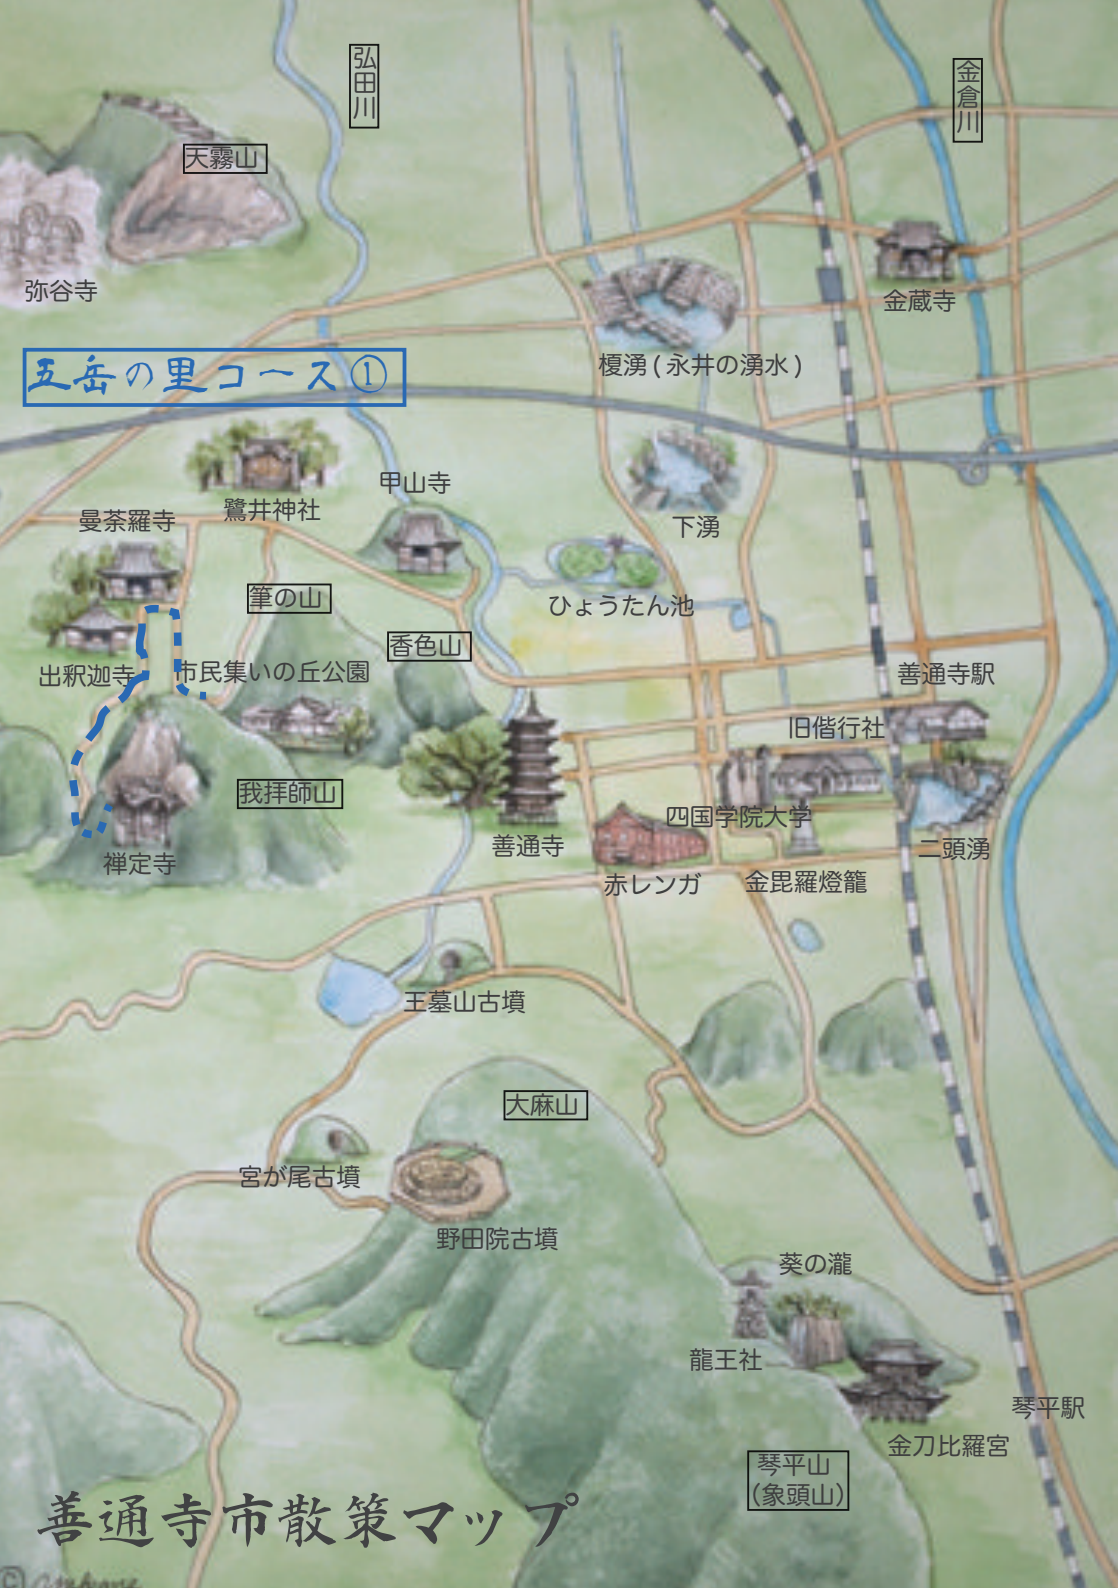 弘田川
金倉川
天霧山
弥谷寺
金蔵寺
五岳の里コース①
榎湧(永井の湧水)
甲山寺
鷺井神社
曼荼羅寺
下湧
筆の山
ひょうたん池
香色山
出釈迦寺
市民集いの丘公園
善通寺駅
旧偕行社
我拝師山
四国学院大学
善通寺
二頭湧
禅定寺
赤レンガ
金毘羅燈籠
王墓山古墳
大麻山
宮が尾古墳
野田院古墳
葵の瀧
龍王社
琴平駅
金刀比羅宮
琴平山
(象頭山)
善通寺市散策マップ